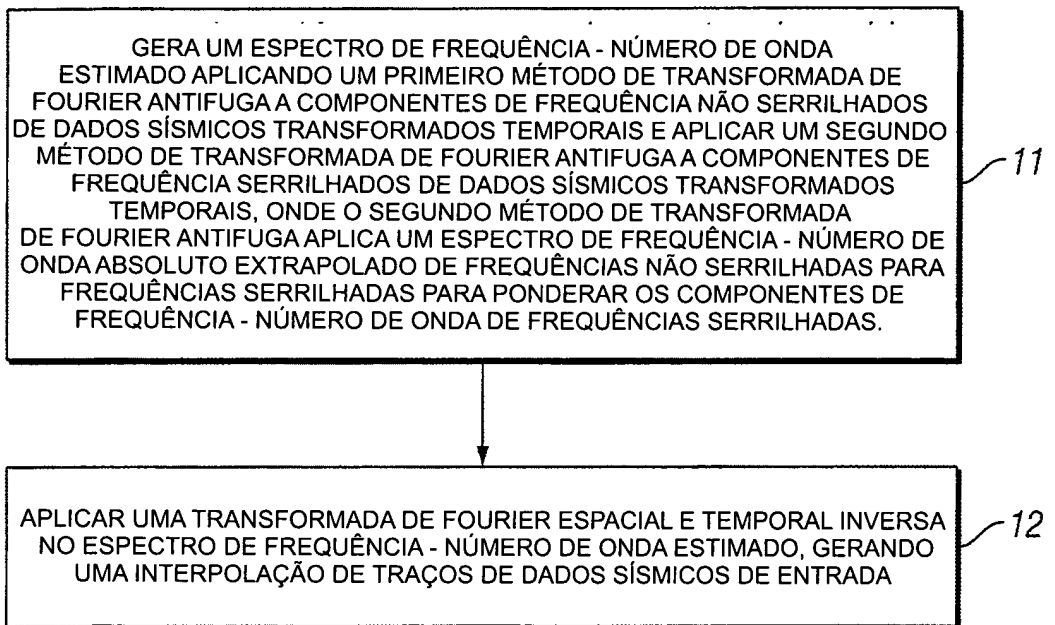 GERA UM ESPECTRO DE FREQUÊNCIA - NÚMERO DE ONDA
ESTIMADO APLICANDO UM PRIMEIRO MÉTODO DE TRANSFORMADA DE
FOURIER ANTIFUGA A COMPONENTES DE FREQUÊNCIA NÃO SERRILHADOS
DE DADOS SÍSMICOS TRANSFORMADOS TEMPORAIS E APLICAR UM SEGUNDO
MÉTODO DE TRANSFORMADA DE FOURIER ANTIFUGA A COMPONENTES DE
FREQUÊNCIA SERRILHADOS DE DADOS SÍSMICOS TRANSFORMADOS
TEMPORAIS, ONDE O SEGUNDO MÉTODO DE TRANSFORMADA
DE FOURIER ANTIFUGA APLICA UM ESPECTRO DE FREQUÊNCIA - NÚMERO DE
ONDA ABSOLUTO EXTRAPOLADO DE FREQUÊNCIAS NÃO SERRILHADAS PARA
FREQUÊNCIAS SERRILHADAS PARA PONDERAR OS COMPONENTES DE
FREQUÊNCIA - NÚMERO DE ONDA DE FREQUÊNCIAS SERRILHADAS.
11
APLICAR UMA TRANSFORMADA DE FOURIER ESPACIAL E TEMPORAL INVERSA
NO ESPECTRO DE FREQUÊNCIA - NÚMERO DE ONDA ESTIMADO, GERANDO
UMA INTERPOLAÇÃO DE TRAÇOS DE DADOS SÍSMICOS DE ENTRADA
12